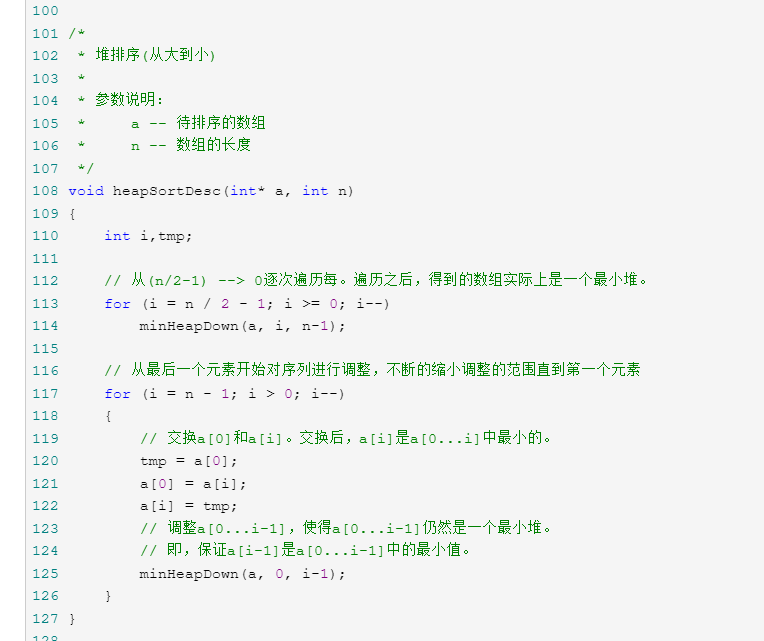 100
101 /*
102  * 堆排序(从大到小)
103  *
104  * 参数说明：
105  *     a -- 待排序的数组
106  *     n -- 数组的长度
107  */
108 void heapSortDesc(int* a, int n)
109 {
110     int i,tmp;
111
112     // 从(n/2-1) --> 0逐次遍历每。遍历之后，得到的数组实际上是一个最小堆。
113     for (i = n / 2 - 1; i >= 0; i--)
114         minHeapDown(a, i, n-1);
115
116     // 从最后一个元素开始对序列进行调整，不断的缩小调整的范围直到第一个元素
117     for (i = n - 1; i > 0; i--)
118     {
119         // 交换a[0]和a[i]。交换后，a[i]是a[0...i]中最小的。
120         tmp = a[0];
121         a[0] = a[i];
122         a[i] = tmp;
123         // 调整a[0...i-1]，使得a[0...i-1]仍然是一个最小堆。
124         // 即，保证a[i-1]是a[0...i-1]中的最小值。
125         minHeapDown(a, 0, i-1);
126     }
127 }
128